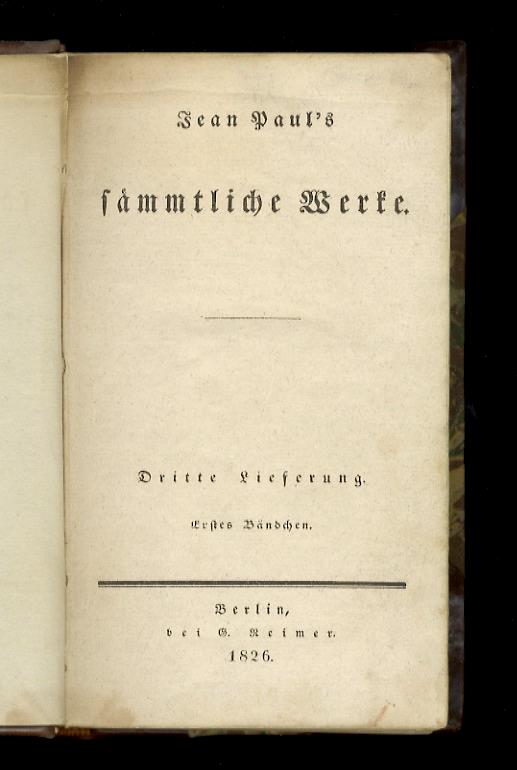 Jean Paul's
sämmtliche Werke.
Dritte Lieferung.
Erstes Bändchen.
Berlin,
bei G. Reimer.
1826.